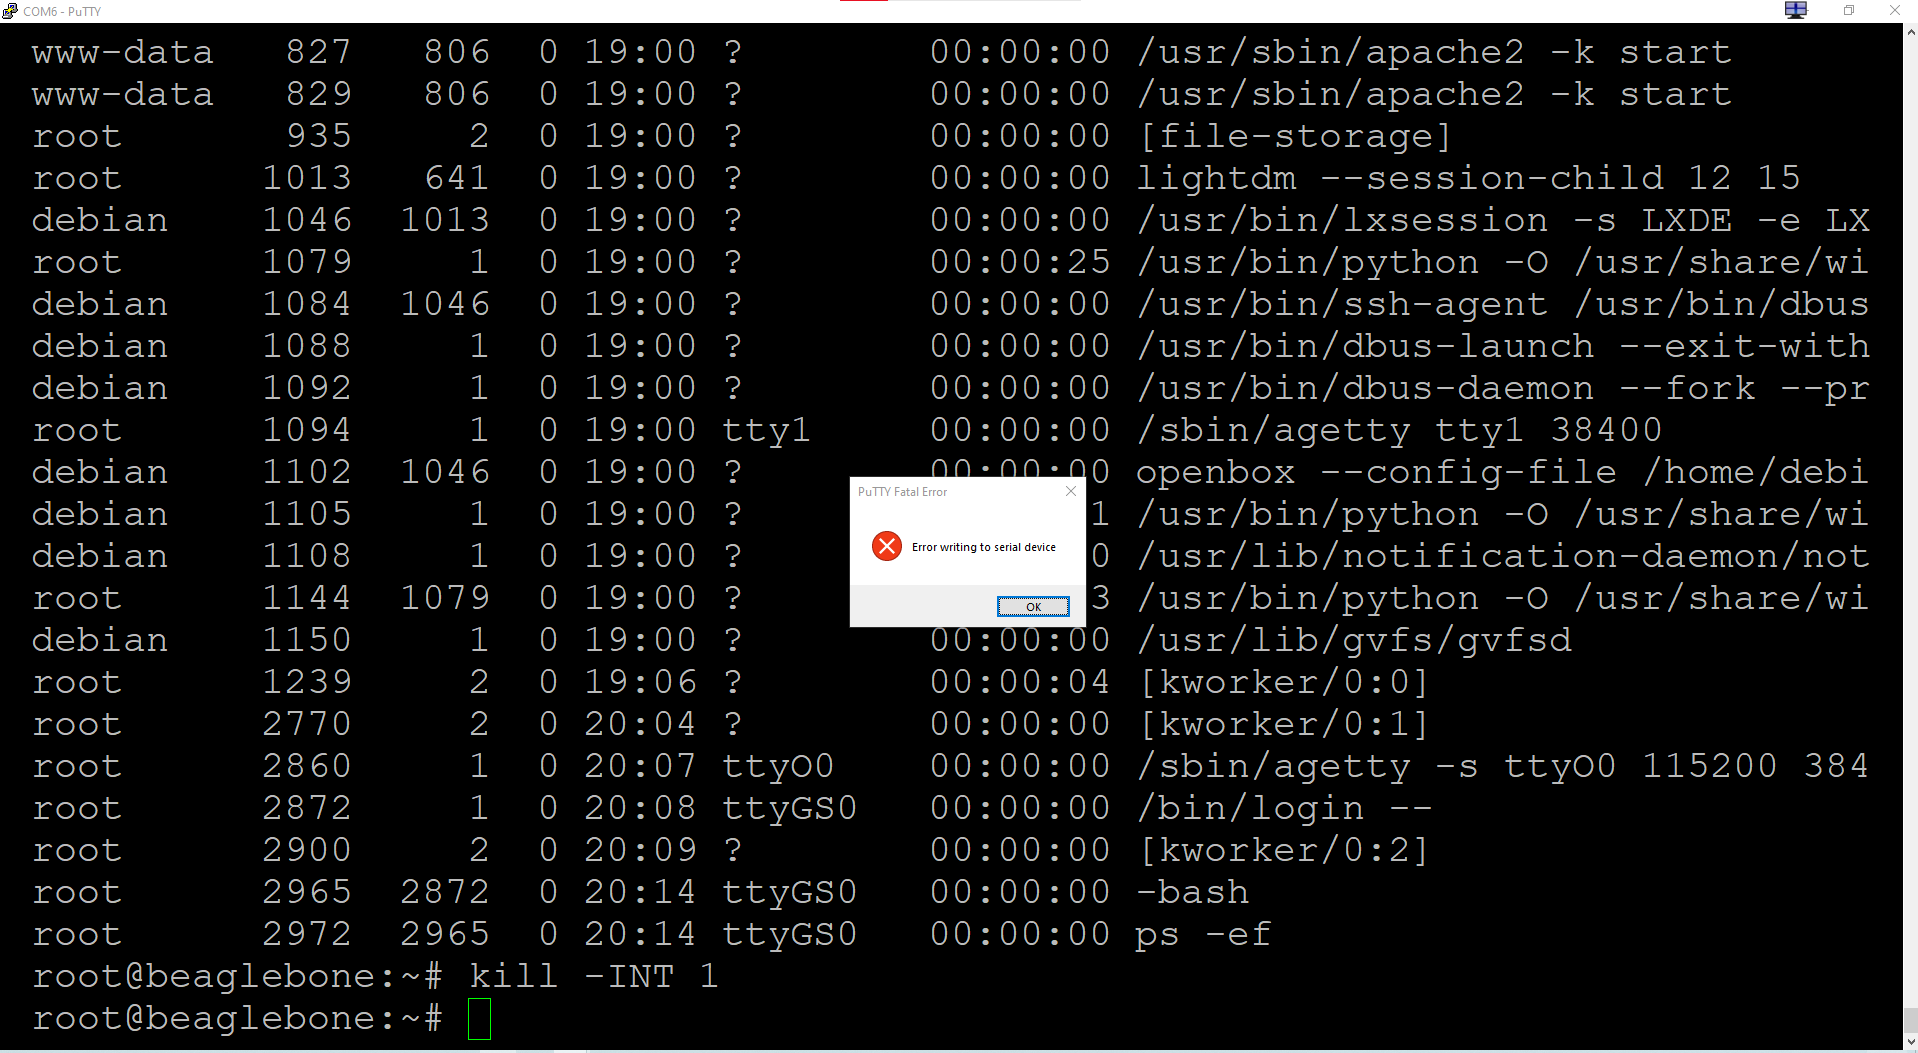 COM6 - PuTTY
www-data 827 806 0 19:00 ? 00:00:00 /usr/sbin/apache2 -k start
www-data 829 806 0 19:00 ? 00:00:00 /usr/sbin/apache2 -k start
root 935 2 0 19:00 ? 00:00:00 [file-storage]
root 1013 641 0 19:00 ? 00:00:00 lightdm --session-child 12 15
debian 1046 1013 0 19:00 ? 00:00:00 /usr/bin/lxsession -s LXDE -e LX
root 1079 1 0 19:00 ? 00:00:25 /usr/bin/python -O /usr/share/wi
debian 1084 1046 0 19:00 ? 00:00:00 /usr/bin/ssh-agent /usr/bin/dbus
debian 1088 1 0 19:00 ? 00:00:00 /usr/bin/dbus-launch --exit-with
debian 1092 1 0 19:00 ? 00:00:00 /usr/bin/dbus-daemon --fork --pr
root 1094 1 0 19:00 tty1 00:00:00 /sbin/agetty tty1 38400
debian 1102 1046 0 19:00 ? 00:00:00 openbox --config-file /home/debi
debian 1105 1 0 19:00 ? 1 /usr/bin/python -O /usr/share/wi
debian 1108 1 0 19:00 ? 0 /usr/lib/notification-daemon/not
root 1144 1079 0 19:00 ? 3 /usr/bin/python -O /usr/share/wi
debian 1150 1 0 19:00 ? 00:00:00 /usr/lib/gvfs/gvfsd
root 1239 2 0 19:06 ? 00:00:04 [kworker/0:0]
root 2770 2 0 20:04 ? 00:00:00 [kworker/0:1]
root 2860 1 0 20:07 ttyO0 00:00:00 /sbin/agetty -s ttyO0 115200 384
root 2872 1 0 20:08 ttyGS0 00:00:00 /bin/login --
root 2900 2 0 20:09 ? 00:00:00 [kworker/0:2]
root 2965 2872 0 20:14 ttyGS0 00:00:00 -bash
root 2972 2965 0 20:14 ttyGS0 00:00:00 ps -ef
root@beaglebone:~# kill -INT 1
root@beaglebone:~#
PuTTY Fatal Error
Error writing to serial device
OK